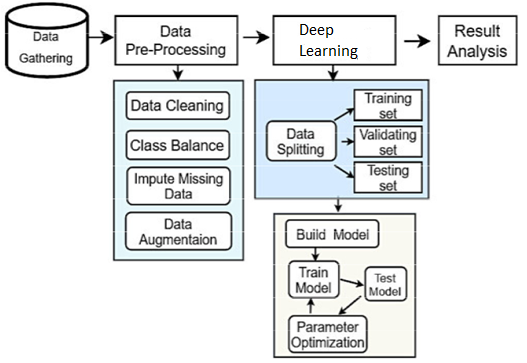 Data
Gathering
Data
Pre-Processing
Deep
Learning
Result
Analysis
Data Cleaning
Class Balance
Impute Missing
Data
Data
Augmentaion
Data
Splitting
Training
set
Validating
set
Testing
set
Build Model
Train
Model
Test
Model
Parameter
Optimization